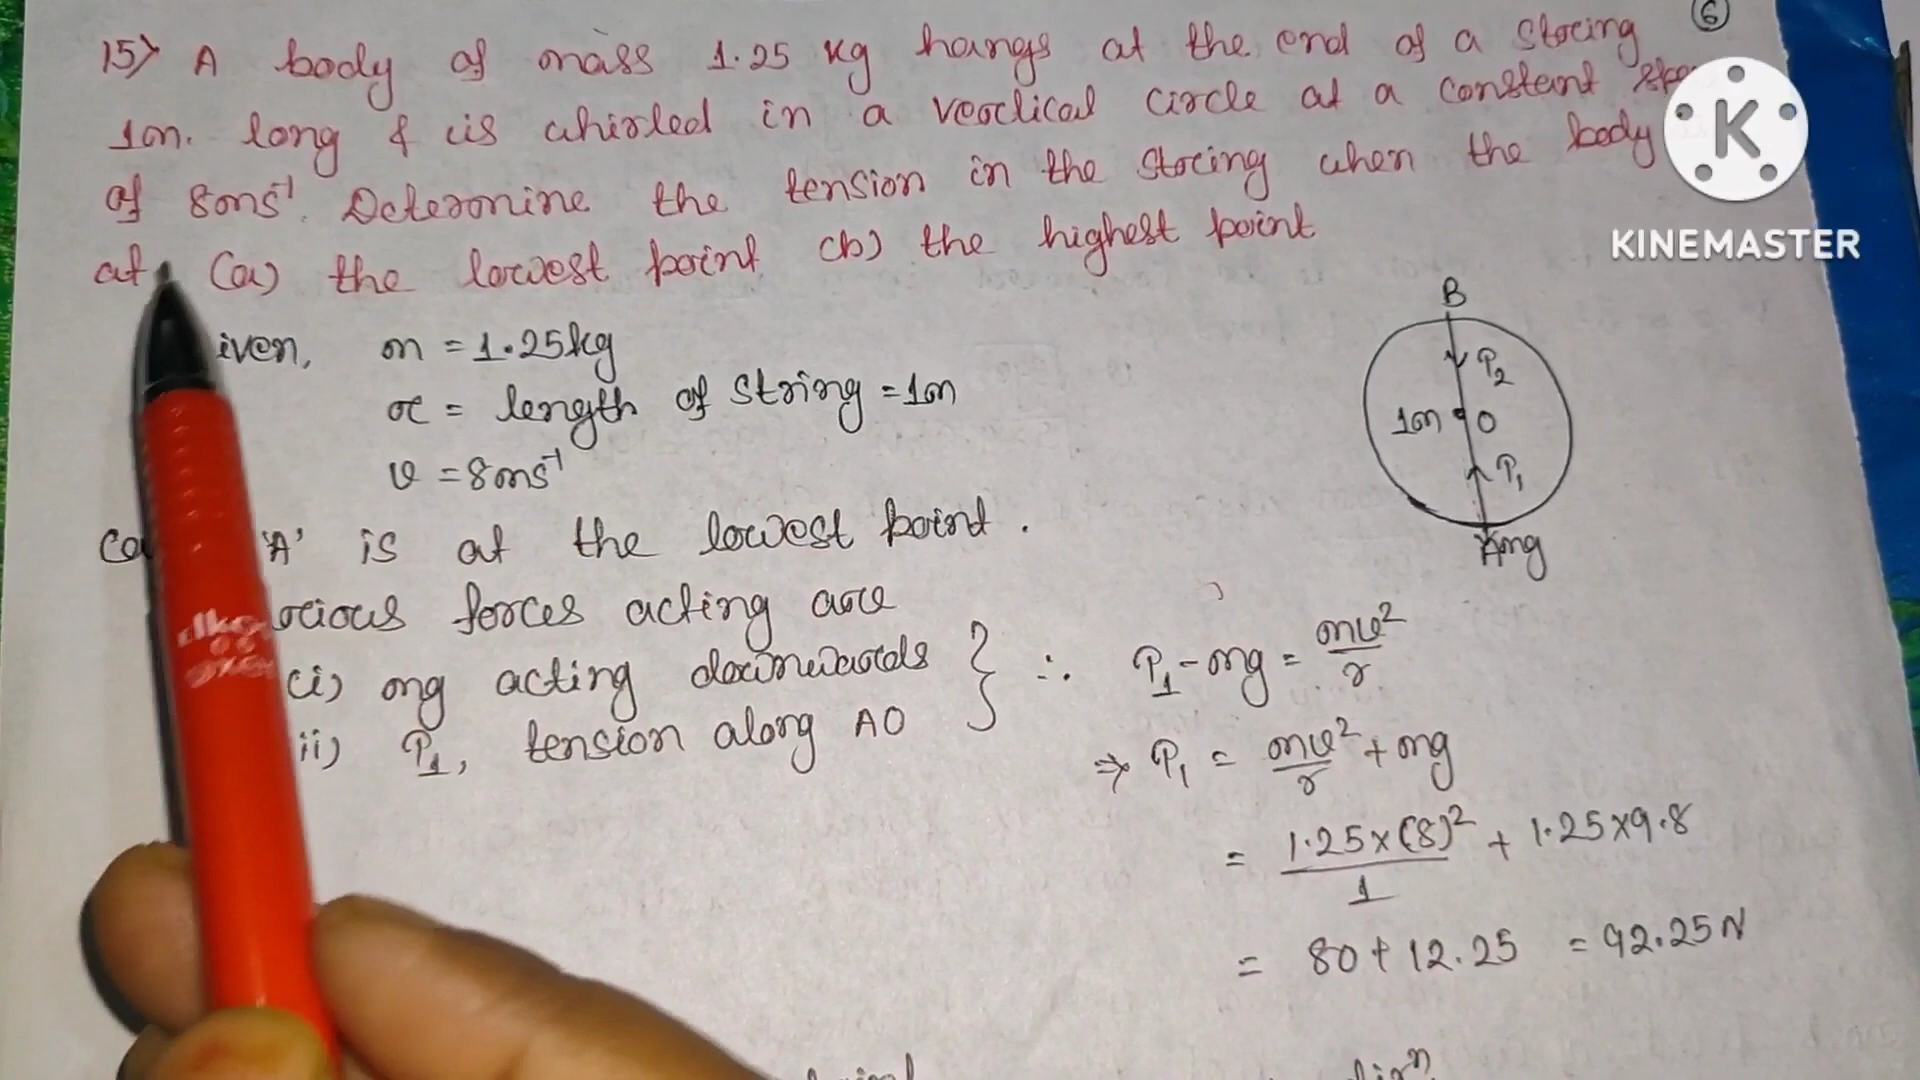 6
15) A body of mass 1.25 kg hangs at the end of a string
1m. long & is whirled in a vertical circle at a constant
of 8ms⁻¹. Determine the tension in the string when the body
at (a) the lowest point (b) the highest point
KINEMASTER
iven, m = 1.25kg
r = length of string = 1m
v = 8ms⁻¹
'A' is at the lowest point.
forces acting are
(i) mg acting downwards
ii) P₁, tension along AO
∴ P₁ - mg = mv²/r
⇒ P₁ = mv²/r + mg
= 1.25×(8)²/1 + 1.25×9.8
= 80 + 12.25 = 92.25N
B
P₂
1m O
P₁
A mg